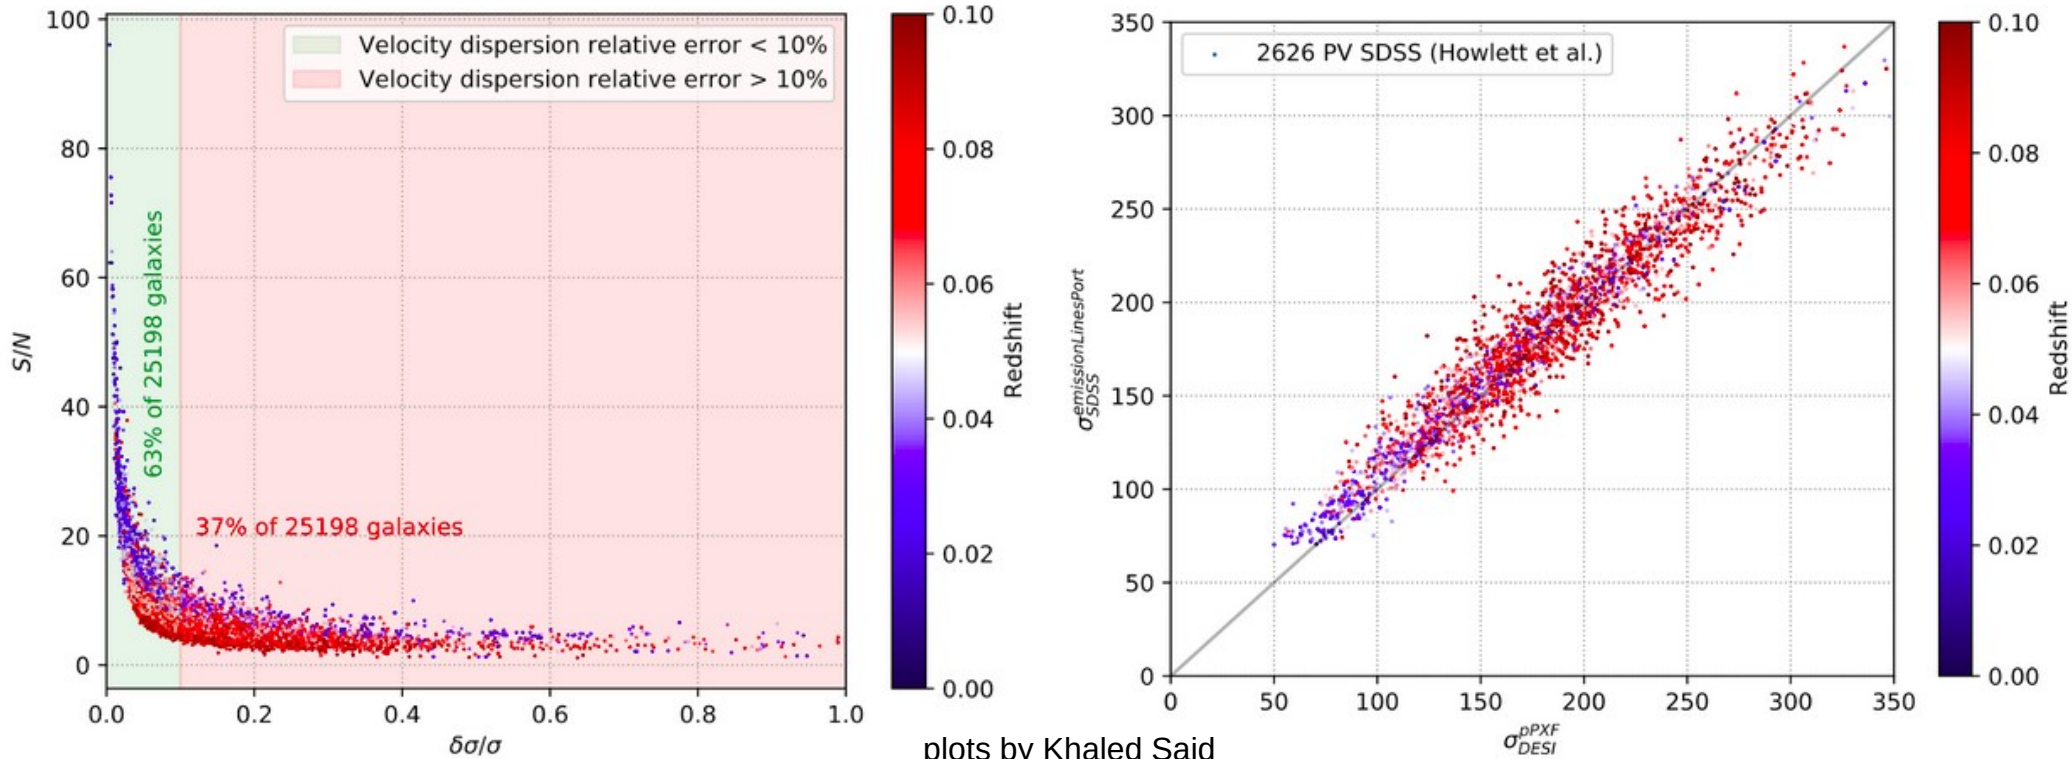 100
80
60
40
20
0
S/N
Velocity dispersion relative error < 10%
Velocity dispersion relative error > 10%
63% of 25198 galaxies
37% of 25198 galaxies
0.0 0.2 0.4 0.6 0.8 1.0
δσ/σ
0.10
0.08
0.06
0.04
0.02
0.00
Redshift
350
300
250
200
150
100
50
0
σ_SDSS^emissionLinesPort
2626 PV SDSS (Howlett et al.)
0 50 100 150 200 250 300 350
σ_DESI^pPXF
0.10
0.08
0.06
0.04
0.02
0.00
Redshift
plots by Khaled Said